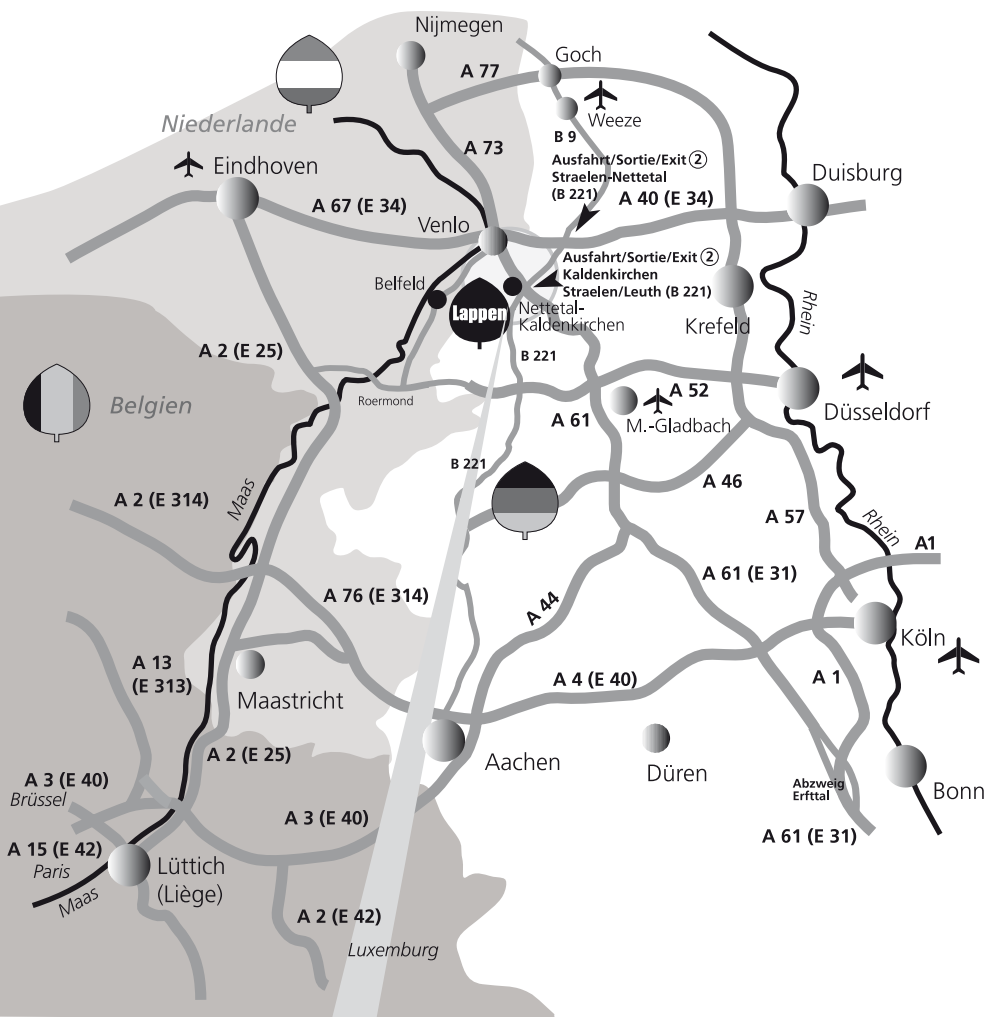 Nijmegen
Goch
A 77
Niederlande
Weeze
B 9
A 73
Eindhoven
Ausfahrt/Sortie/Exit 2
Straelen-Nettetal
(B 221)
Duisburg
A 67 (E 34)
A 40 (E 34)
Venlo
Ausfahrt/Sortie/Exit 2
Kaldenkirchen
Straelen/Leuth (B 221)
Belfeld
Lappen
Nettetal-
Kaldenkirchen
Krefeld
Rhein
A 2 (E 25)
B 221
Roermond
A 52
Belgien
A 61
M.-Gladbach
Düsseldorf
B 221
A 46
A 2 (E 314)
Maas
A 57
Rhein
A1
A 61 (E 31)
A 76 (E 314)
A 44
Köln
A 13
(E 313)
Maastricht
A 4 (E 40)
A 1
A 2 (E 25)
Aachen
Düren
A 3 (E 40)
Brüssel
Abzweig
Erfttal
Bonn
A 3 (E 40)
A 61 (E 31)
A 15 (E 42)
Paris
Maas
Lüttich
(Liège)
A 2 (E 42)
Luxemburg